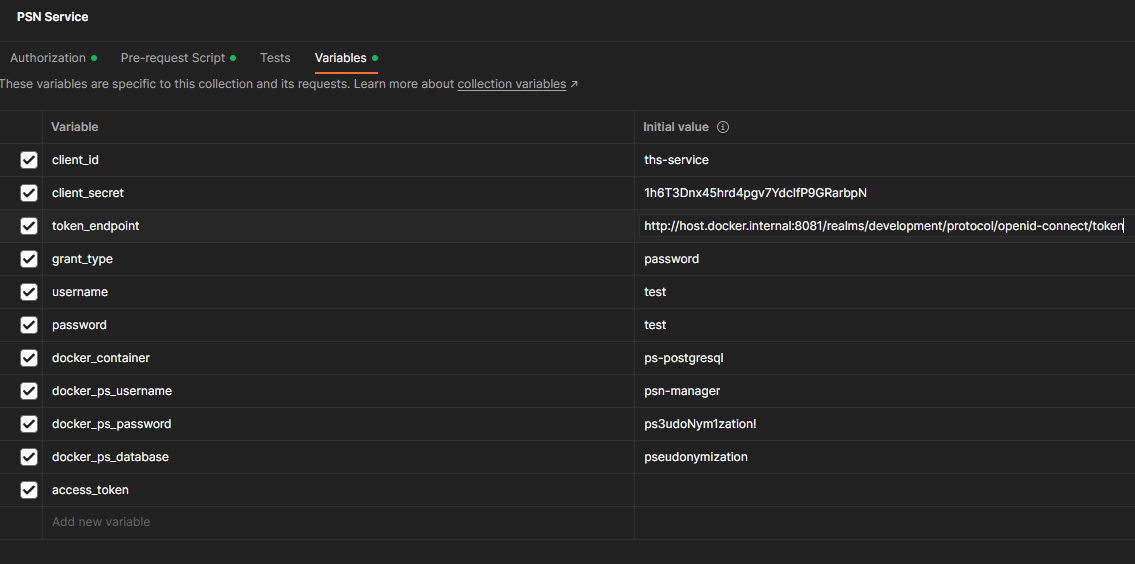 PSN Service
Authorization Pre-request Script Tests Variables
These variables are specific to this collection and its requests. Learn more about collection variables ↗
Variable Initial value
client_id ths-service
client_secret 1h6T3Dnx45hrd4pgv7YdclfP9GRarbpN
token_endpoint http://host.docker.internal:8081/realms/development/protocol/openid-connect/token
grant_type password
username test
password test
docker_container ps-postgresql
docker_ps_username psn-manager
docker_ps_password ps3udoNym1zation!
docker_ps_database pseudonymization
access_token
Add new variable